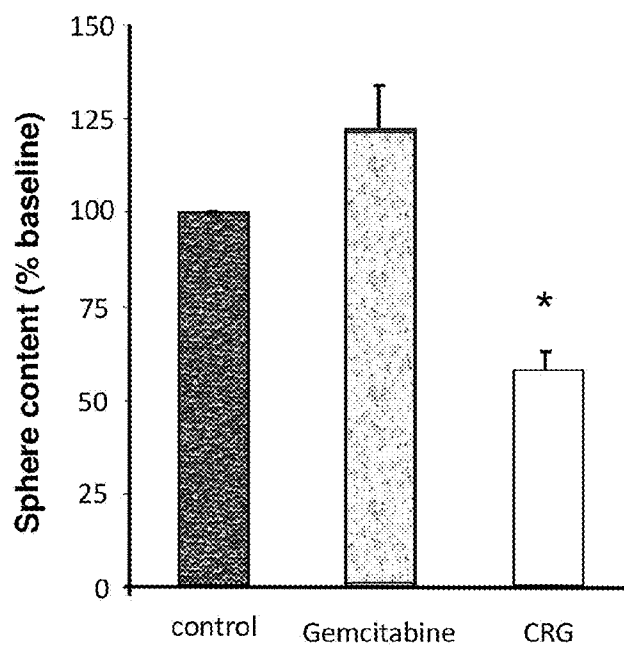 Sphere content (% baseline)
150
125
100
75
50
25
0
*
control
Gemcitabine
CRG